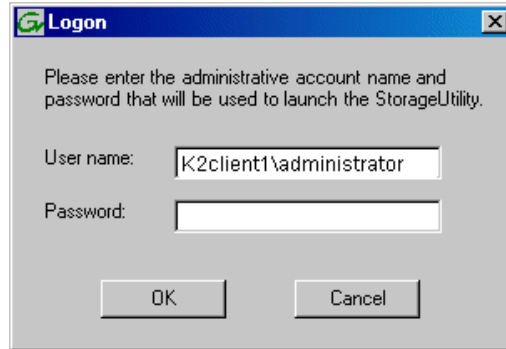 Logon
Please enter the administrative account name and
password that will be used to launch the StorageUtility.
User name:
K2client1\administrator
Password:
OK
Cancel